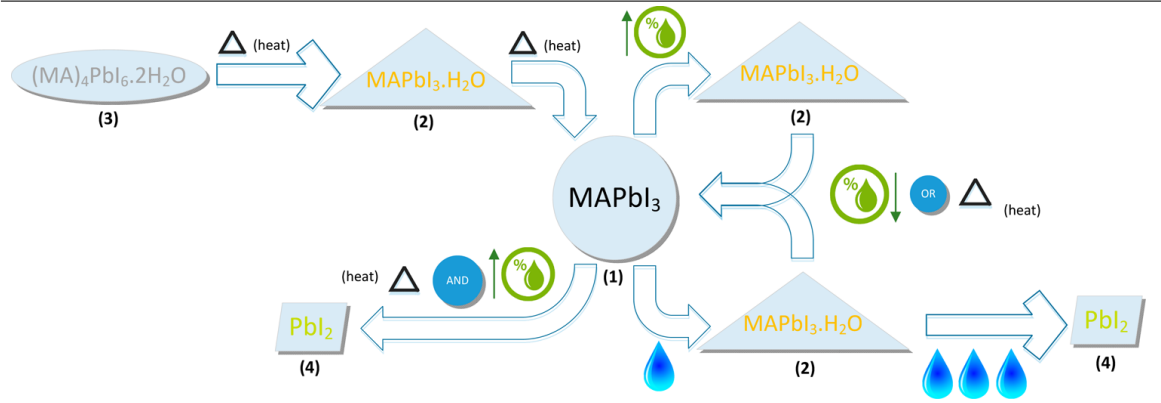 (MA)₄PbI₆.2H₂O
(3)
(heat)
MAPbI₃.H₂O
(2)
(heat)
%
MAPbI₃.H₂O
(2)
MAPbI₃
(1)
%
OR
(heat)
(heat)
AND
%
PbI₂
(4)
MAPbI₃.H₂O
(2)
PbI₂
(4)